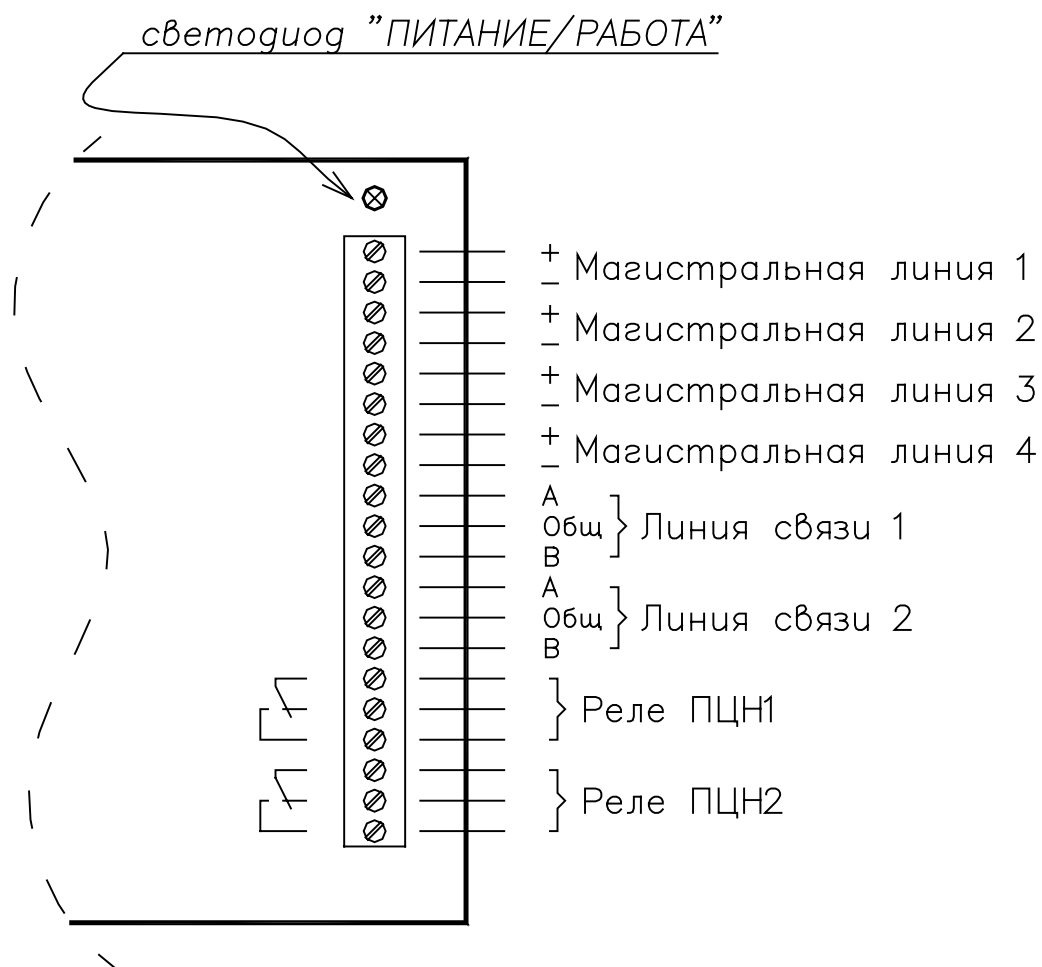 светодиод "ПИТАНИЕ/РАБОТА"
+
– Магистральная линия 1
+
– Магистральная линия 2
+
– Магистральная линия 3
+
– Магистральная линия 4
A
Общ Линия связи 1
B
A
Общ Линия связи 2
B
Реле ПЦН1
Реле ПЦН2